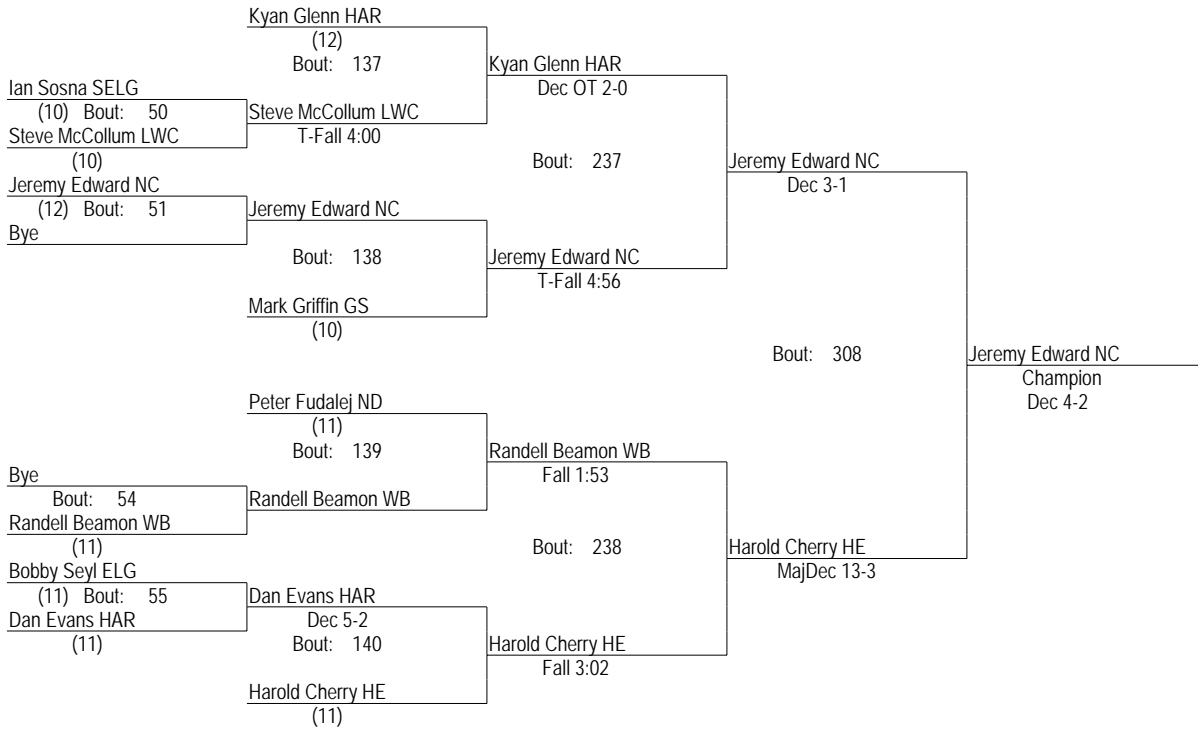 Kyan Glenn HAR
(12)
Bout: 137
Kyan Glenn HAR
Dec OT 2-0
Ian Sosna SELG
(10) Bout: 50
Steve McCollum LWC
T-Fall 4:00
Steve McCollum LWC
(10)
Bout: 237
Jeremy Edward NC
Dec 3-1
Jeremy Edward NC
(12) Bout: 51
Jeremy Edward NC
Bye
Bout: 138
Jeremy Edward NC
T-Fall 4:56
Mark Griffin GS
(10)
Bout: 308
Jeremy Edward NC
Champion
Dec 4-2
Peter Fudalej ND
(11)
Bout: 139
Randell Beamon WB
Fall 1:53
Bye
Bout: 54
Randell Beamon WB
Randell Beamon WB
(11)
Bout: 238
Harold Cherry HE
MajDec 13-3
Bobby Seyl ELG
(11) Bout: 55
Dan Evans HAR
Dec 5-2
Dan Evans HAR
(11)
Bout: 140
Harold Cherry HE
Fall 3:02
Harold Cherry HE
(11)